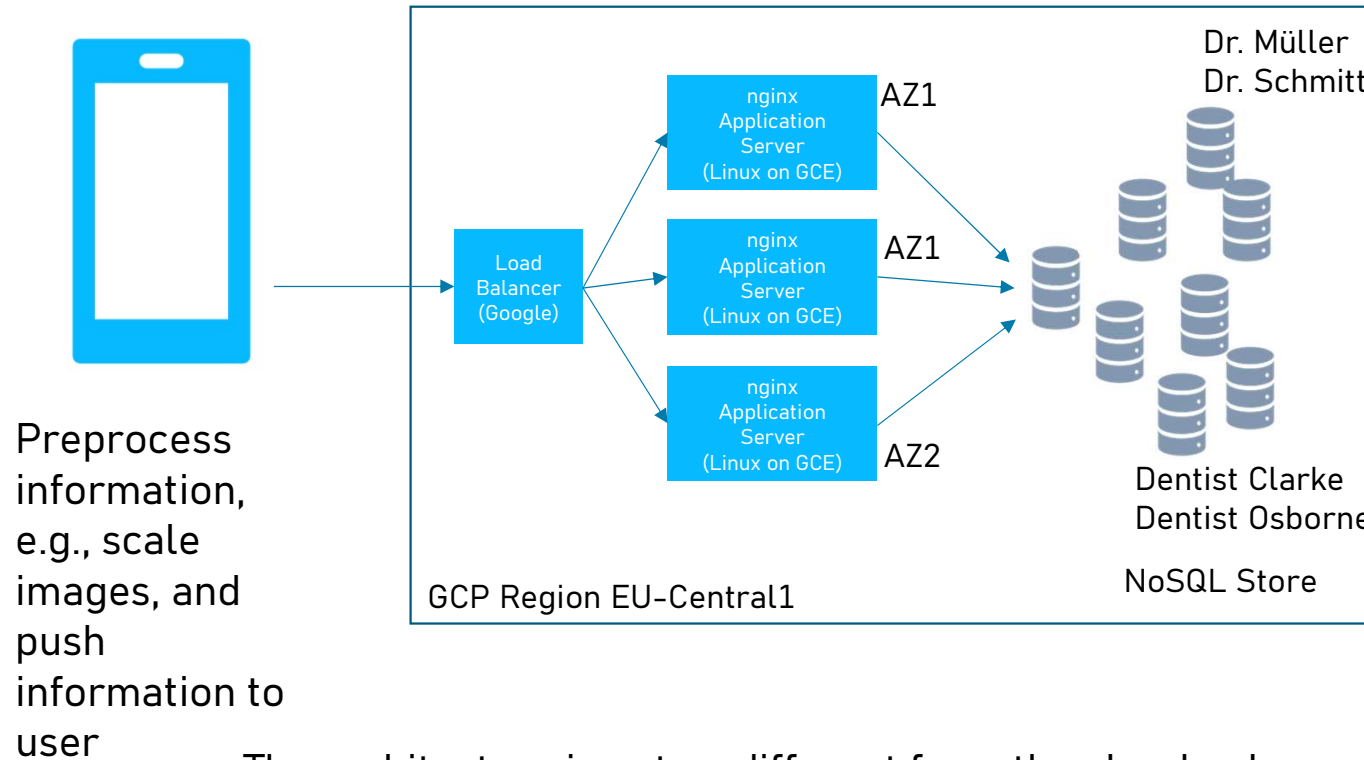 Dr. Müller
Dr. Schmitt
nginx
Application
Server
(Linux on GCE)
AZ1
nginx
Application
Server
(Linux on GCE)
AZ1
Load
Balancer
(Google)
nginx
Application
Server
(Linux on GCE)
AZ2
Dentist Clarke
Dentist Osborne
NoSQL Store
GCP Region EU-Central1
Preprocess
information,
e.g., scale
images, and
push
information to
user